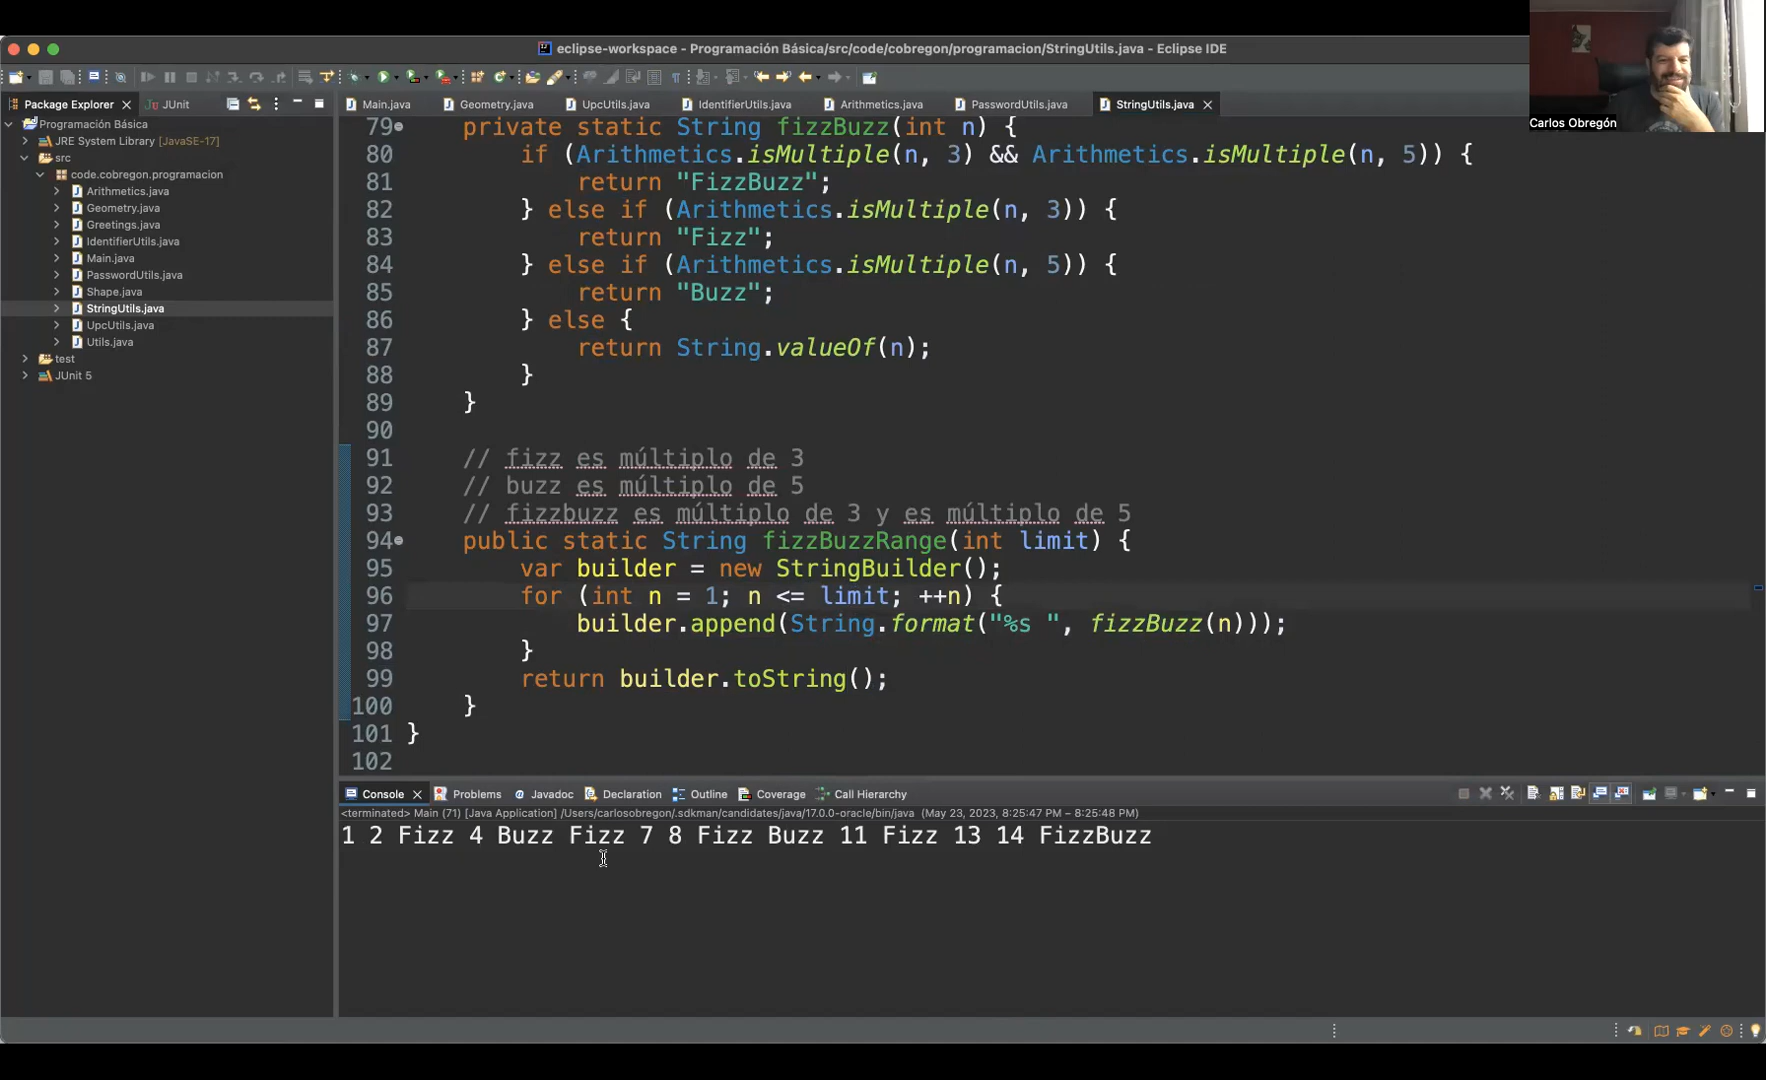 eclipse-workspace - Programación Básica/src/code/cobregon/programacion/StringUtils.java - Eclipse IDE
Carlos Obregón
Package Explorer
JUnit
Main.java
Geometry.java
UpcUtils.java
IdentifierUtils.java
Arithmetics.java
PasswordUtils.java
StringUtils.java
Programación Básica
JRE System Library [JavaSE-17]
src
code.cobregon.programacion
Arithmetics.java
Geometry.java
Greetings.java
IdentifierUtils.java
Main.java
PasswordUtils.java
Shape.java
StringUtils.java
UpcUtils.java
Utils.java
test
JUnit 5
79 private static String fizzBuzz(int n) {
80 if (Arithmetics.isMultiple(n, 3) && Arithmetics.isMultiple(n, 5)) {
81 return "FizzBuzz";
82 } else if (Arithmetics.isMultiple(n, 3)) {
83 return "Fizz";
84 } else if (Arithmetics.isMultiple(n, 5)) {
85 return "Buzz";
86 } else {
87 return String.valueOf(n);
88 }
89 }
90
91 // fizz es múltiplo de 3
92 // buzz es múltiplo de 5
93 // fizzbuzz es múltiplo de 3 y es múltiplo de 5
94 public static String fizzBuzzRange(int limit) {
95 var builder = new StringBuilder();
96 for (int n = 1; n <= limit; ++n) {
97 builder.append(String.format("%s ", fizzBuzz(n)));
98 }
99 return builder.toString();
100 }
101 }
102
Console
Problems
Javadoc
Declaration
Outline
Coverage
Call Hierarchy
<terminated> Main (71) [Java Application] /Users/carlosobregon/.sdkman/candidates/java/17.0.0-oracle/bin/java (May 23, 2023, 8:25:47 PM – 8:25:48 PM)
1 2 Fizz 4 Buzz Fizz 7 8 Fizz Buzz 11 Fizz 13 14 FizzBuzz